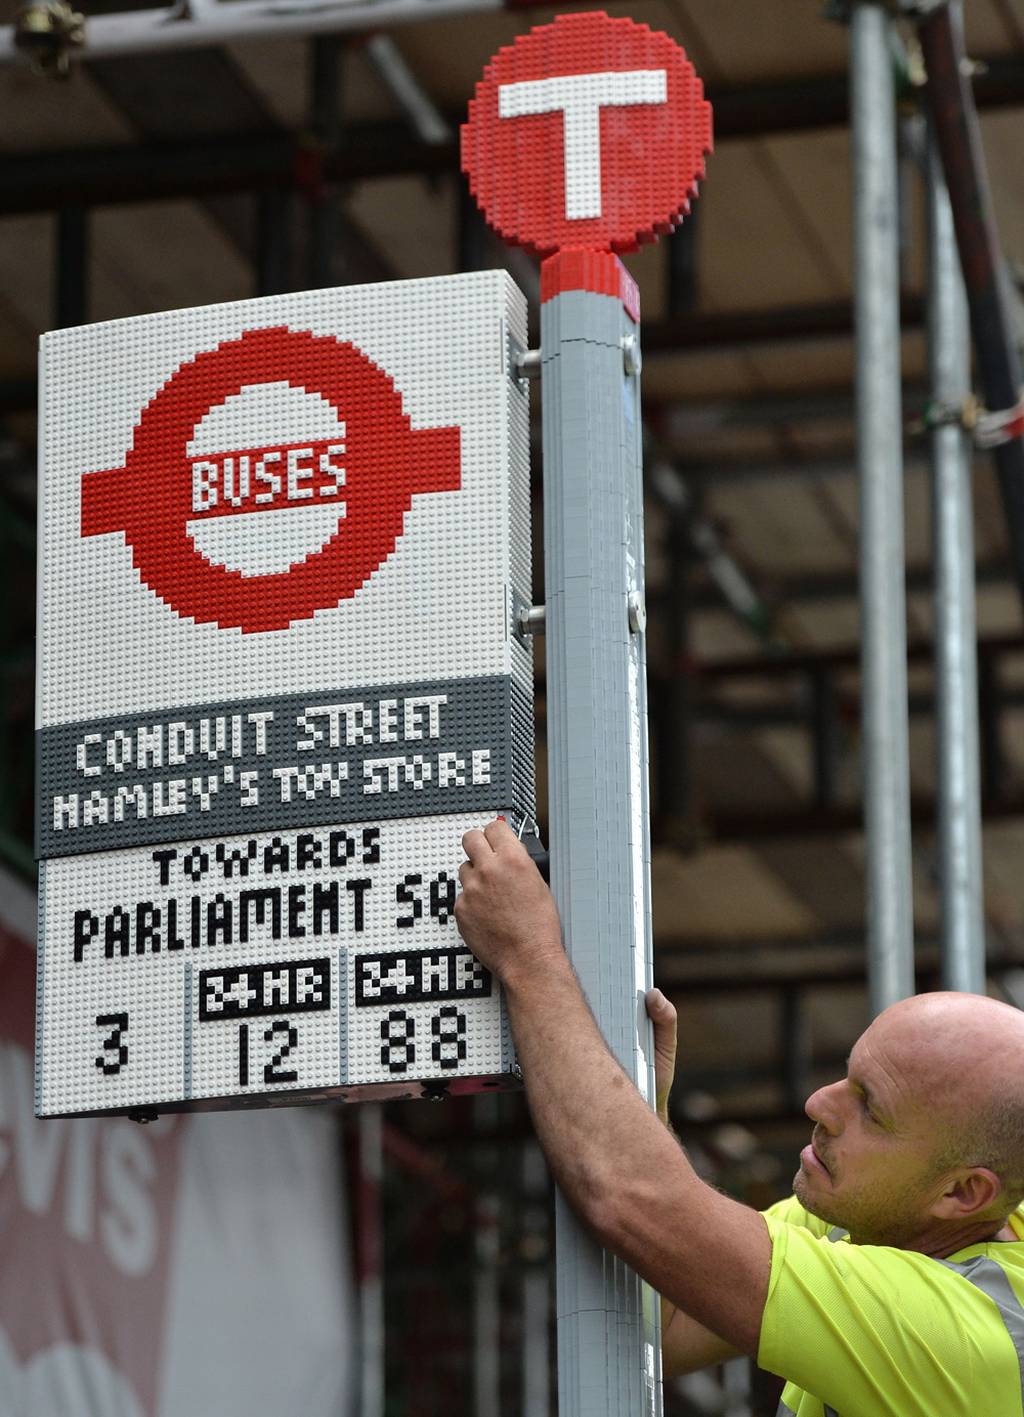 T
BUSES
CONDUIT STREET
HAMLEY'S TOY STORE
TOWARDS
PARLIAMENT SQ
24HR 24HR
3 12 88